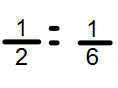 1/2 = 1/6